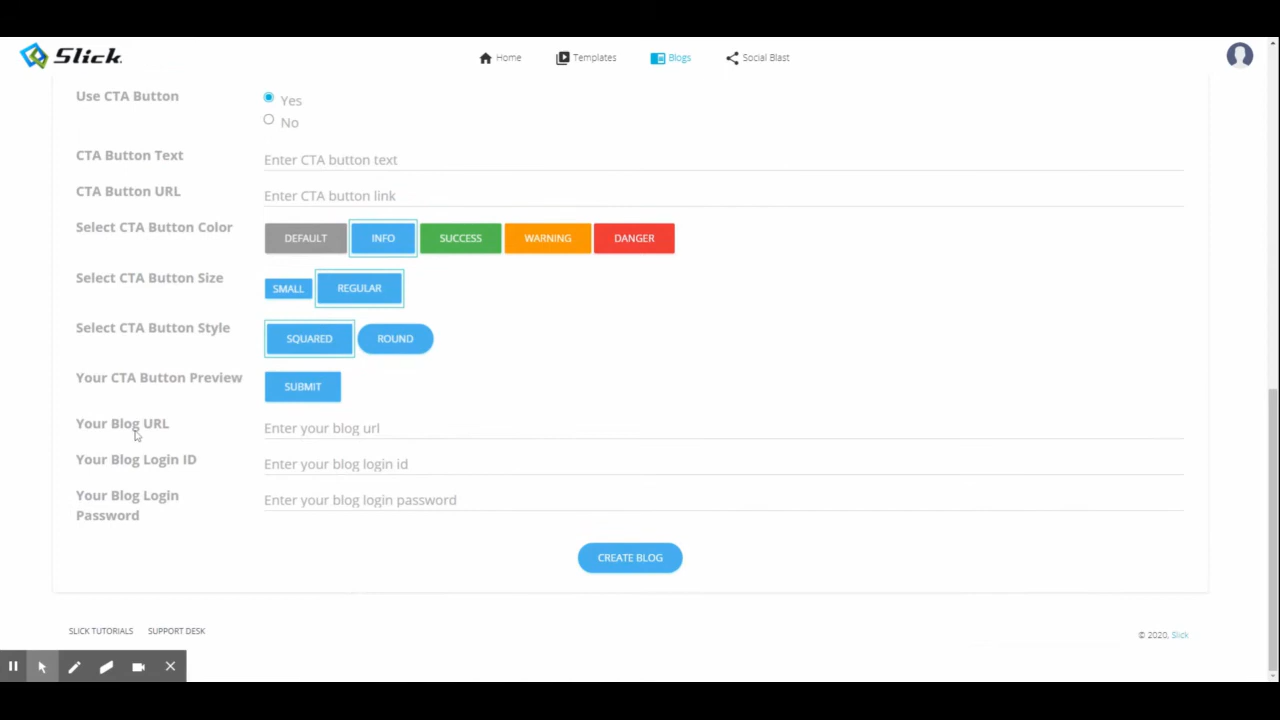 Slick.
Home
Templates
Blogs
Social Blast
Use CTA Button
Yes
No
CTA Button Text
Enter CTA button text
CTA Button URL
Enter CTA button link
Select CTA Button Color
DEFAULT
INFO
SUCCESS
WARNING
DANGER
Select CTA Button Size
SMALL
REGULAR
Select CTA Button Style
SQUARED
ROUND
Your CTA Button Preview
SUBMIT
Your Blog URL
Enter your blog url
Your Blog Login ID
Enter your blog login id
Your Blog Login
Password
Enter your blog login password
CREATE BLOG
SLICK TUTORIALS
SUPPORT DESK
© 2020, Slick